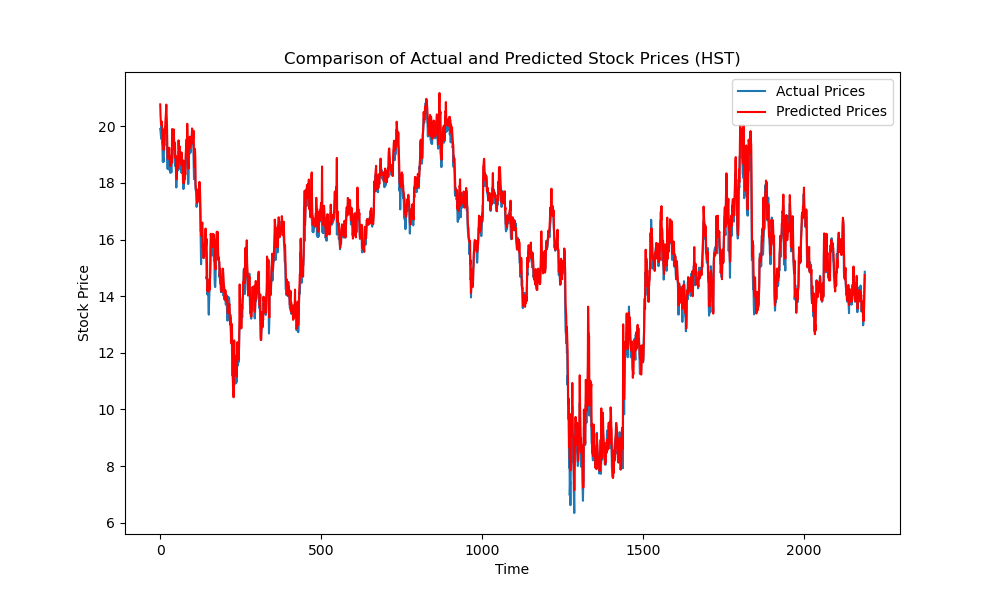 Comparison of Actual and Predicted Stock Prices (HST)
Actual Prices
Predicted Prices
Stock Price
20
18
16
14
12
10
8
6
0
500
1000
1500
2000
Time